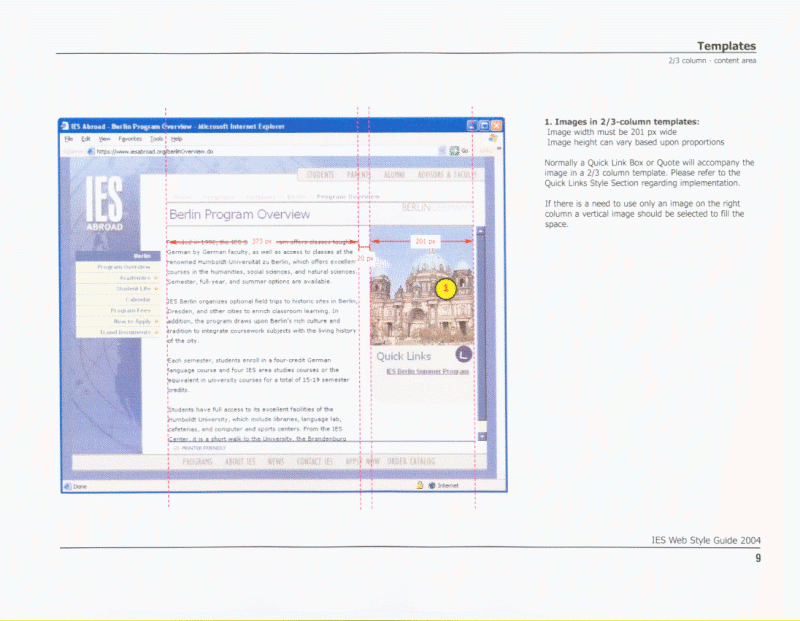 Templates
2/3 column - content area
1. Images in 2/3-column templates:
Image width must be 201 px wide
Image height can vary based upon proportions
Normally a Quick Link Box or Quote will accompany the
image in a 2/3 column template. Please refer to the
Quick Links Style Section regarding implementation.
If there is a need to use only an image on the right
column a vertical image should be selected to fill the
space.
IES Abroad - Berlin Program Overview - Microsoft Internet Explorer
File Edit View Favorites Tools Help
https://www.iesabroad.org/berlinOverview.do
Go
STUDENTS PARENTS ALUMNI ADVISORS & FACULTY
Program Overview
IES
ABROAD
Berlin Program Overview
BERLIN
Berlin
Program Overview
Academics
Student Life
Calendar
Program Fees
How to Apply
Travel Documents
373 px
20 px
201 px
1
Founded in 1992, the IES offers classes taught
German by German faculty, as well as access to classes at the
renowned Humboldt Universität zu Berlin, which offers excellent
courses in the humanities, social sciences, and natural sciences.
Semester, full-year, and summer options are available.
IES Berlin organizes optional field trips to historic sites in Berlin,
Dresden, and other cities to enrich classroom learning. In
addition, the program draws upon Berlin's rich culture and
tradition to integrate coursework subjects with the living history
of the city.
Each semester, students enroll in a four-credit German
language course and four IES area studies courses or the
equivalent in university courses for a total of 15-19 semester
credits.
Students have full access to its excellent facilities of the
Humboldt University, which include libraries, language lab,
cafeterias, and computer and sports centers. From the IES
Center, it is a short walk to the University, the Brandenburg
Quick Links
IES Berlin Summer Program
PRINTER FRIENDLY
PROGRAMS ABOUT IES NEWS CONTACT IES APPLY NOW ORDER CATALOG
Done
Internet
IES Web Style Guide 2004
9